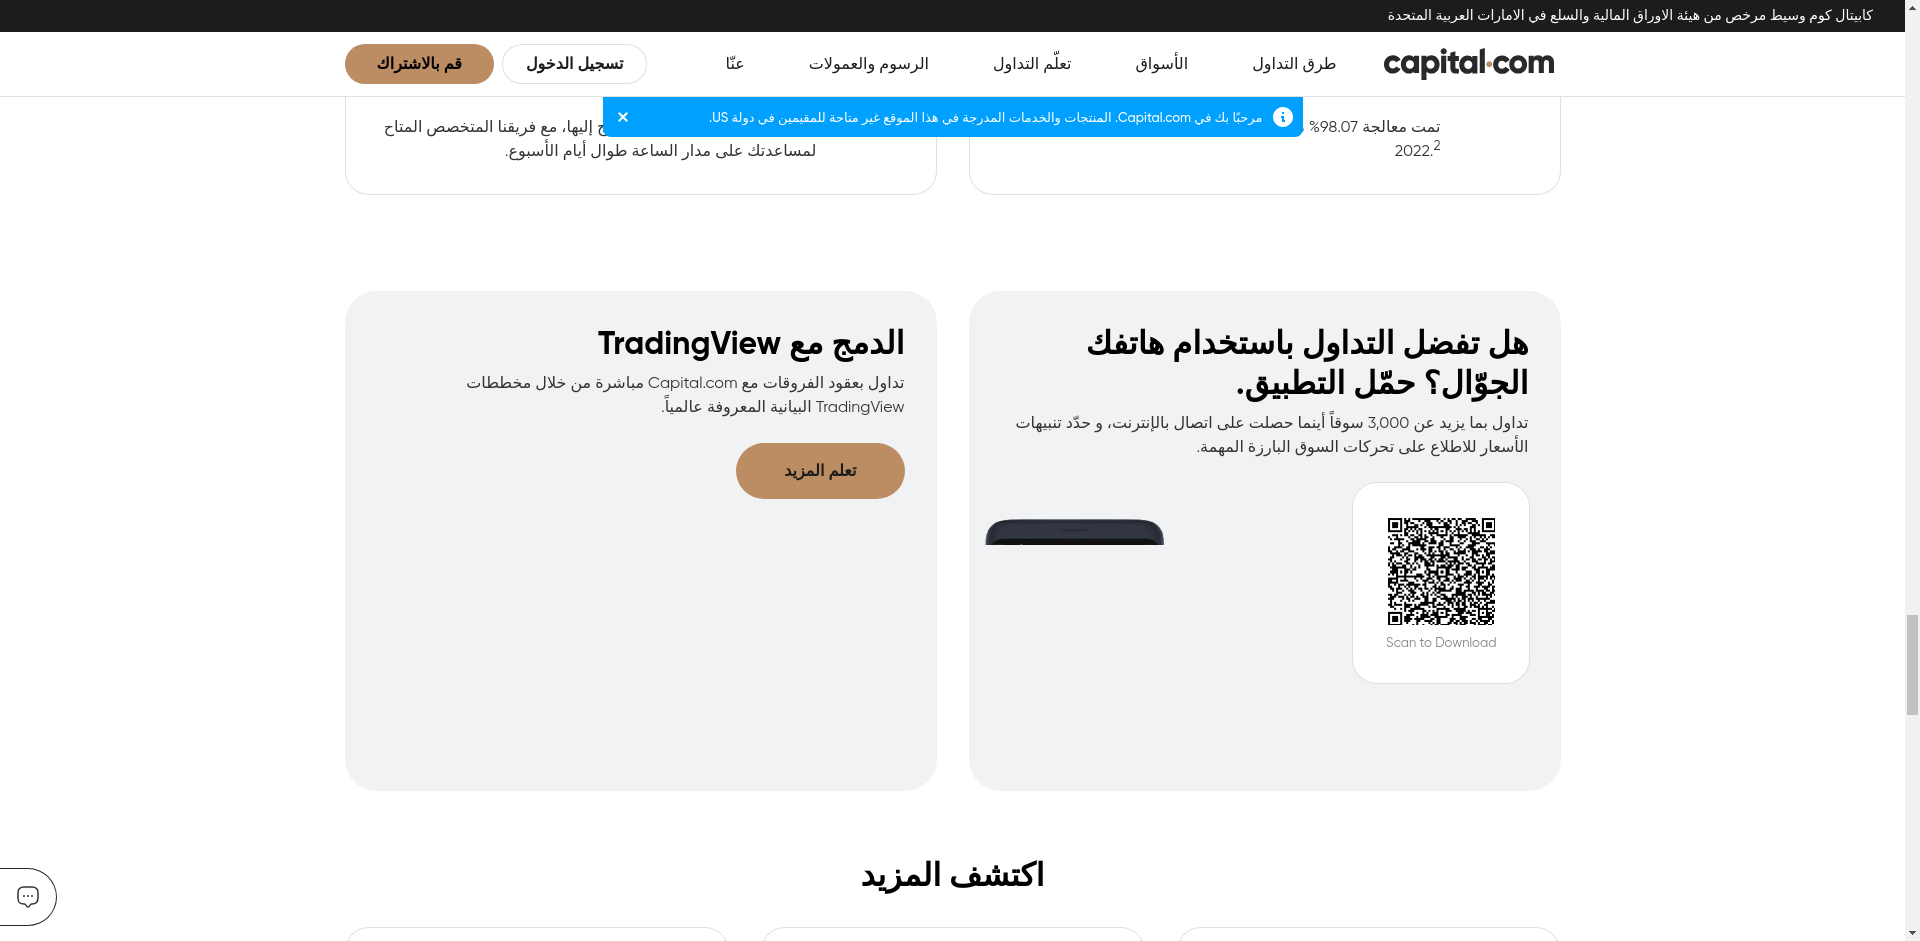 كابيتال كوم وسيط مرخص من هيئة الاوراق المالية والسلع في الامارات العربية المتحدة
capital.com
طرق التداول
الأسواق
تعلّم التداول
الرسوم والعمولات
عنّا
تسجيل الدخول
قم بالاشتراك
مرحبًا بك في Capital.com. المنتجات والخدمات المدرجة في هذا الموقع غير متاحة للمقيمين في دولة US.
تمت معالجة 98.07%
2022.2
إليها، مع فريقنا المتخصص المتاح
لمساعدتك على مدار الساعة طوال أيام الأسبوع.
هل تفضل التداول باستخدام هاتفك
الجوّال؟ حمّل التطبيق.
تداول بما يزيد عن 3,000 سوقاً أينما حصلت على اتصال بالإنترنت، و حدّد تنبيهات
الأسعار للاطلاع على تحركات السوق البارزة المهمة.
Scan to Download
الدمج مع TradingView
تداول بعقود الفروقات مع Capital.com مباشرة من خلال مخططات
TradingView البيانية المعروفة عالمياً.
تعلم المزيد
اكتشف المزيد